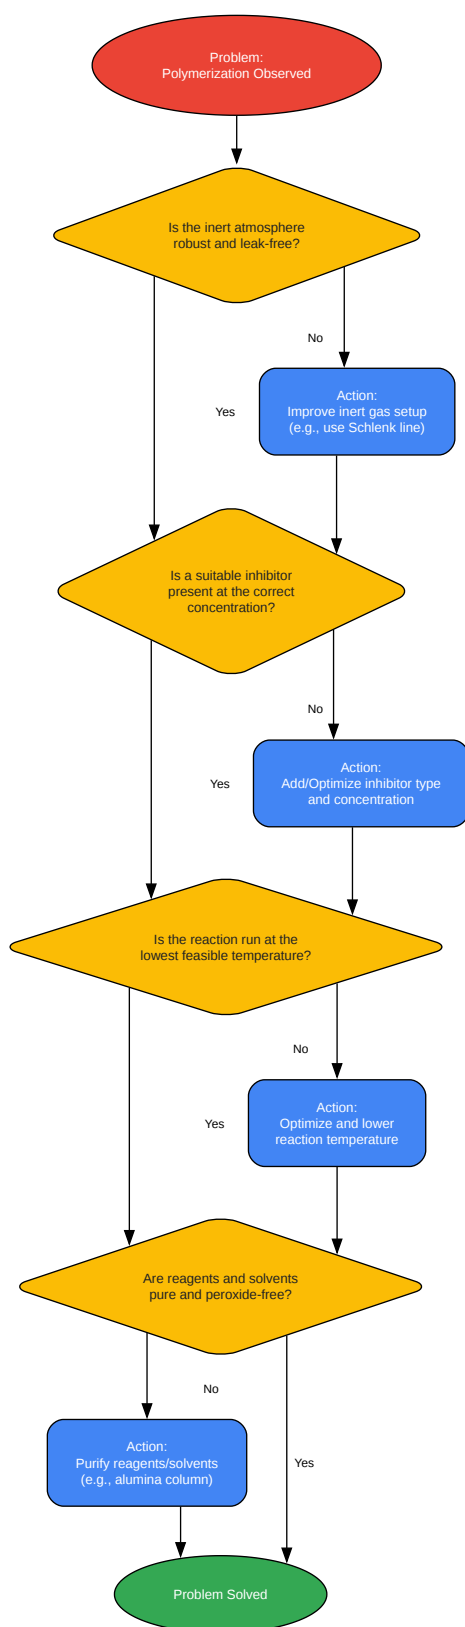 Problem:
Polymerization Observed
Is the inert atmosphere
robust and leak-free?
No
Action:
Improve inert gas setup
(e.g., use Schlenk line)
Yes
Is a suitable inhibitor
present at the correct
concentration?
No
Action:
Add/Optimize inhibitor type
and concentration
Yes
Is the reaction run at the
lowest feasible temperature?
No
Action:
Optimize and lower
reaction temperature
Yes
Are reagents and solvents
pure and peroxide-free?
No
Action:
Purify reagents/solvents
(e.g., alumina column)
Yes
Problem Solved